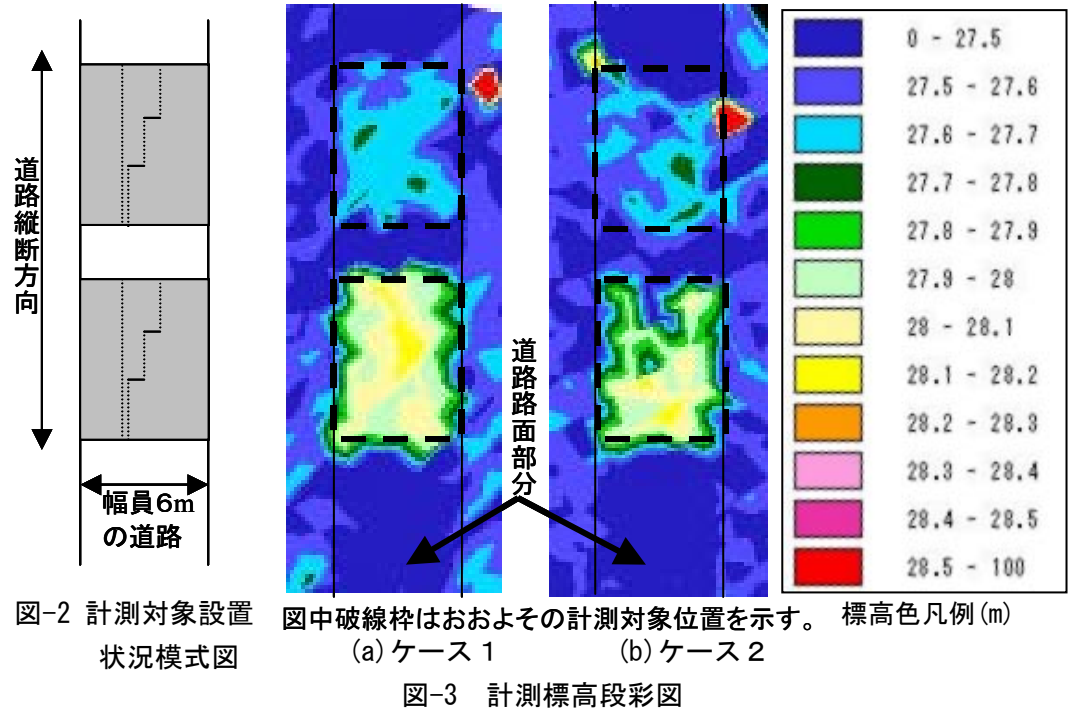 道路縦断方向
幅員6m
の道路
図-2 計測対象設置
状況模式図
道路路面部分
0 - 27.5
27.5 - 27.6
27.6 - 27.7
27.7 - 27.8
27.8 - 27.9
27.9 - 28
28 - 28.1
28.1 - 28.2
28.2 - 28.3
28.3 - 28.4
28.4 - 28.5
28.5 - 100
標高色凡例(m)
図中破線枠はおおよその計測対象位置を示す。
(a)ケース1
(b)ケース2
図-3 計測標高段彩図